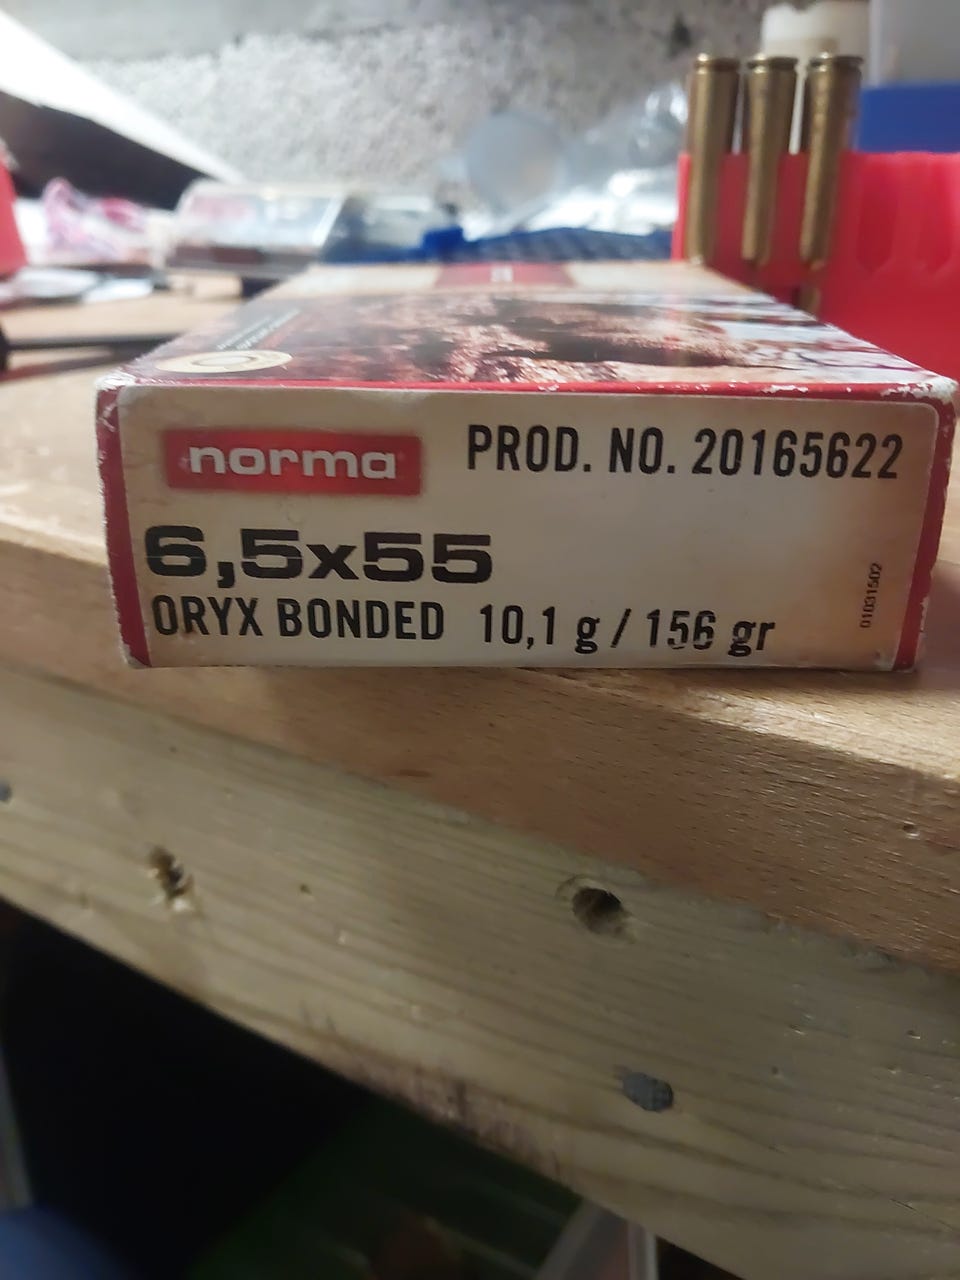 norma
PROD. NO. 20165622
6,5x55
ORYX BONDED 10,1 g / 156 gr
01031502